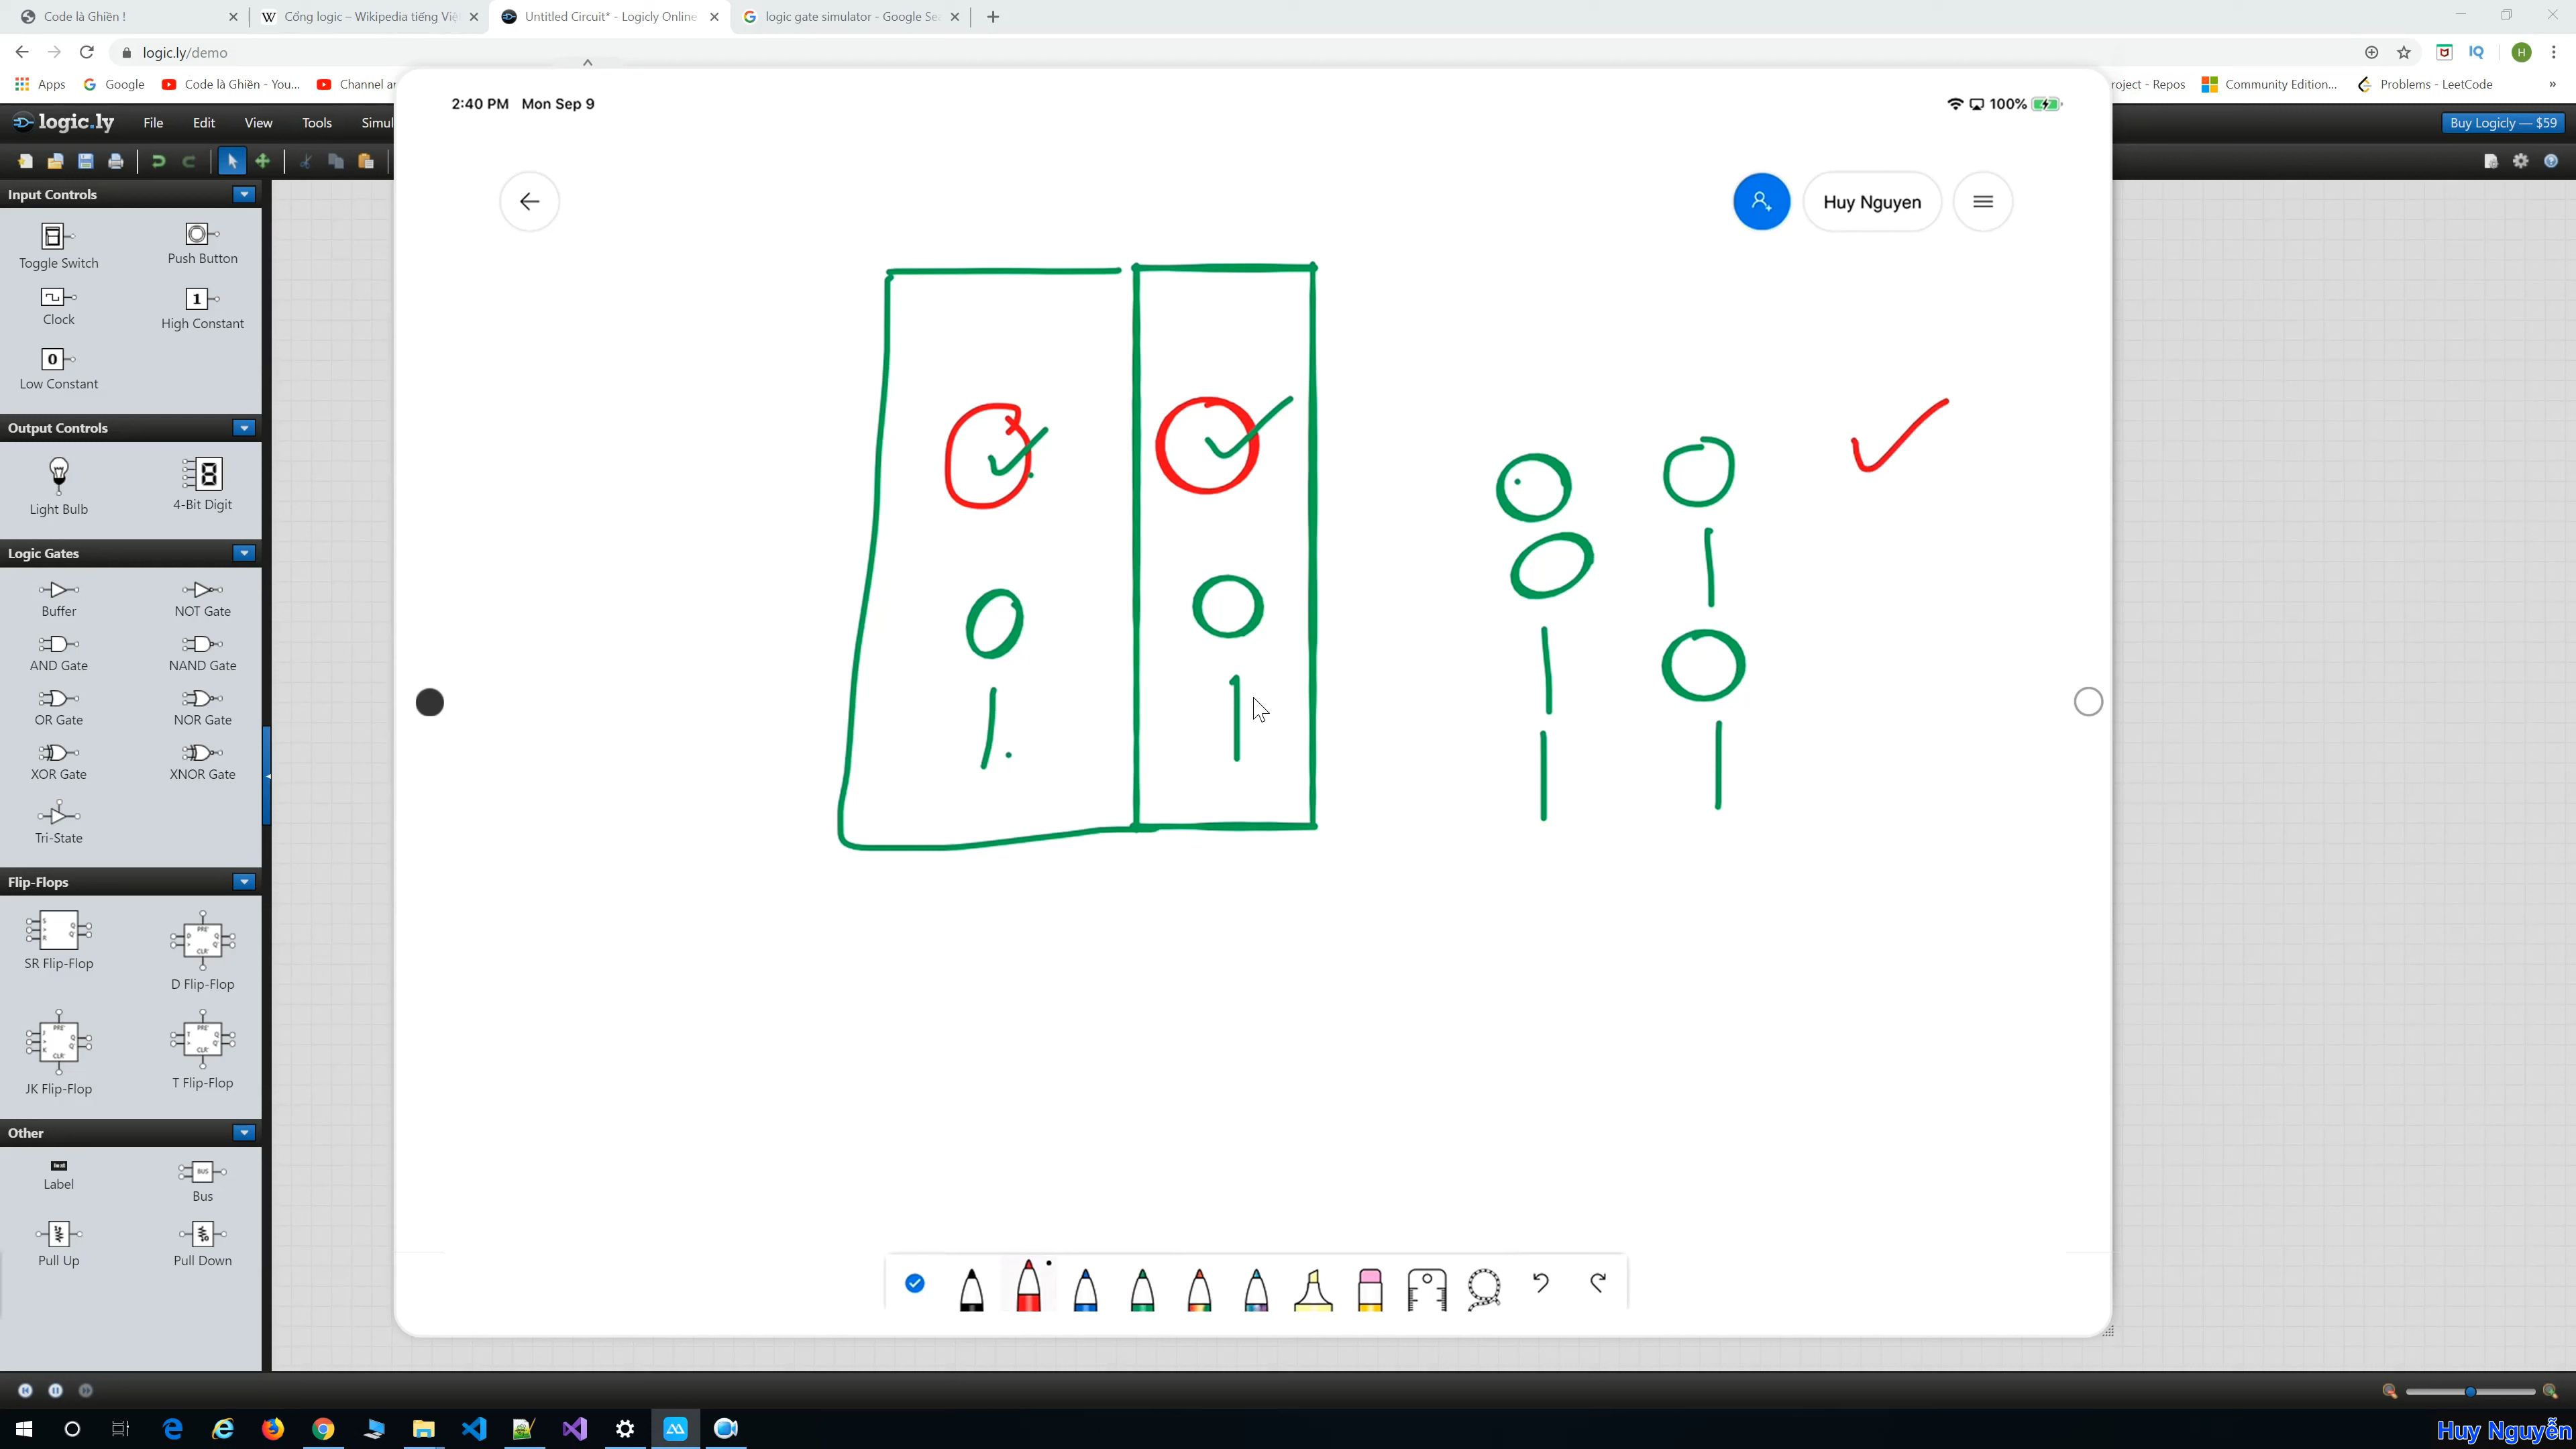 Code là Ghiền !
Cổng logic – Wikipedia tiếng Việ
Untitled Circuit* - Logicly Online
logic gate simulator - Google Sea
logic.ly/demo
Apps
Google
Code là Ghiền - You...
Channel an
roject - Repos
Community Edition...
Problems - LeetCode
logic.ly
File
Edit
View
Tools
Simul
Buy Logicly — $59
2:40 PM Mon Sep 9
100%
Huy Nguyen
Input Controls
Toggle Switch
Push Button
Clock
High Constant
Low Constant
Output Controls
Light Bulb
4-Bit Digit
Logic Gates
Buffer
NOT Gate
AND Gate
NAND Gate
OR Gate
NOR Gate
XOR Gate
XNOR Gate
Tri-State
Flip-Flops
SR Flip-Flop
D Flip-Flop
JK Flip-Flop
T Flip-Flop
Other
Label
Bus
Pull Up
Pull Down
0 0
1 1
0 0
0 1
1 0
1 1
Huy Nguyễn